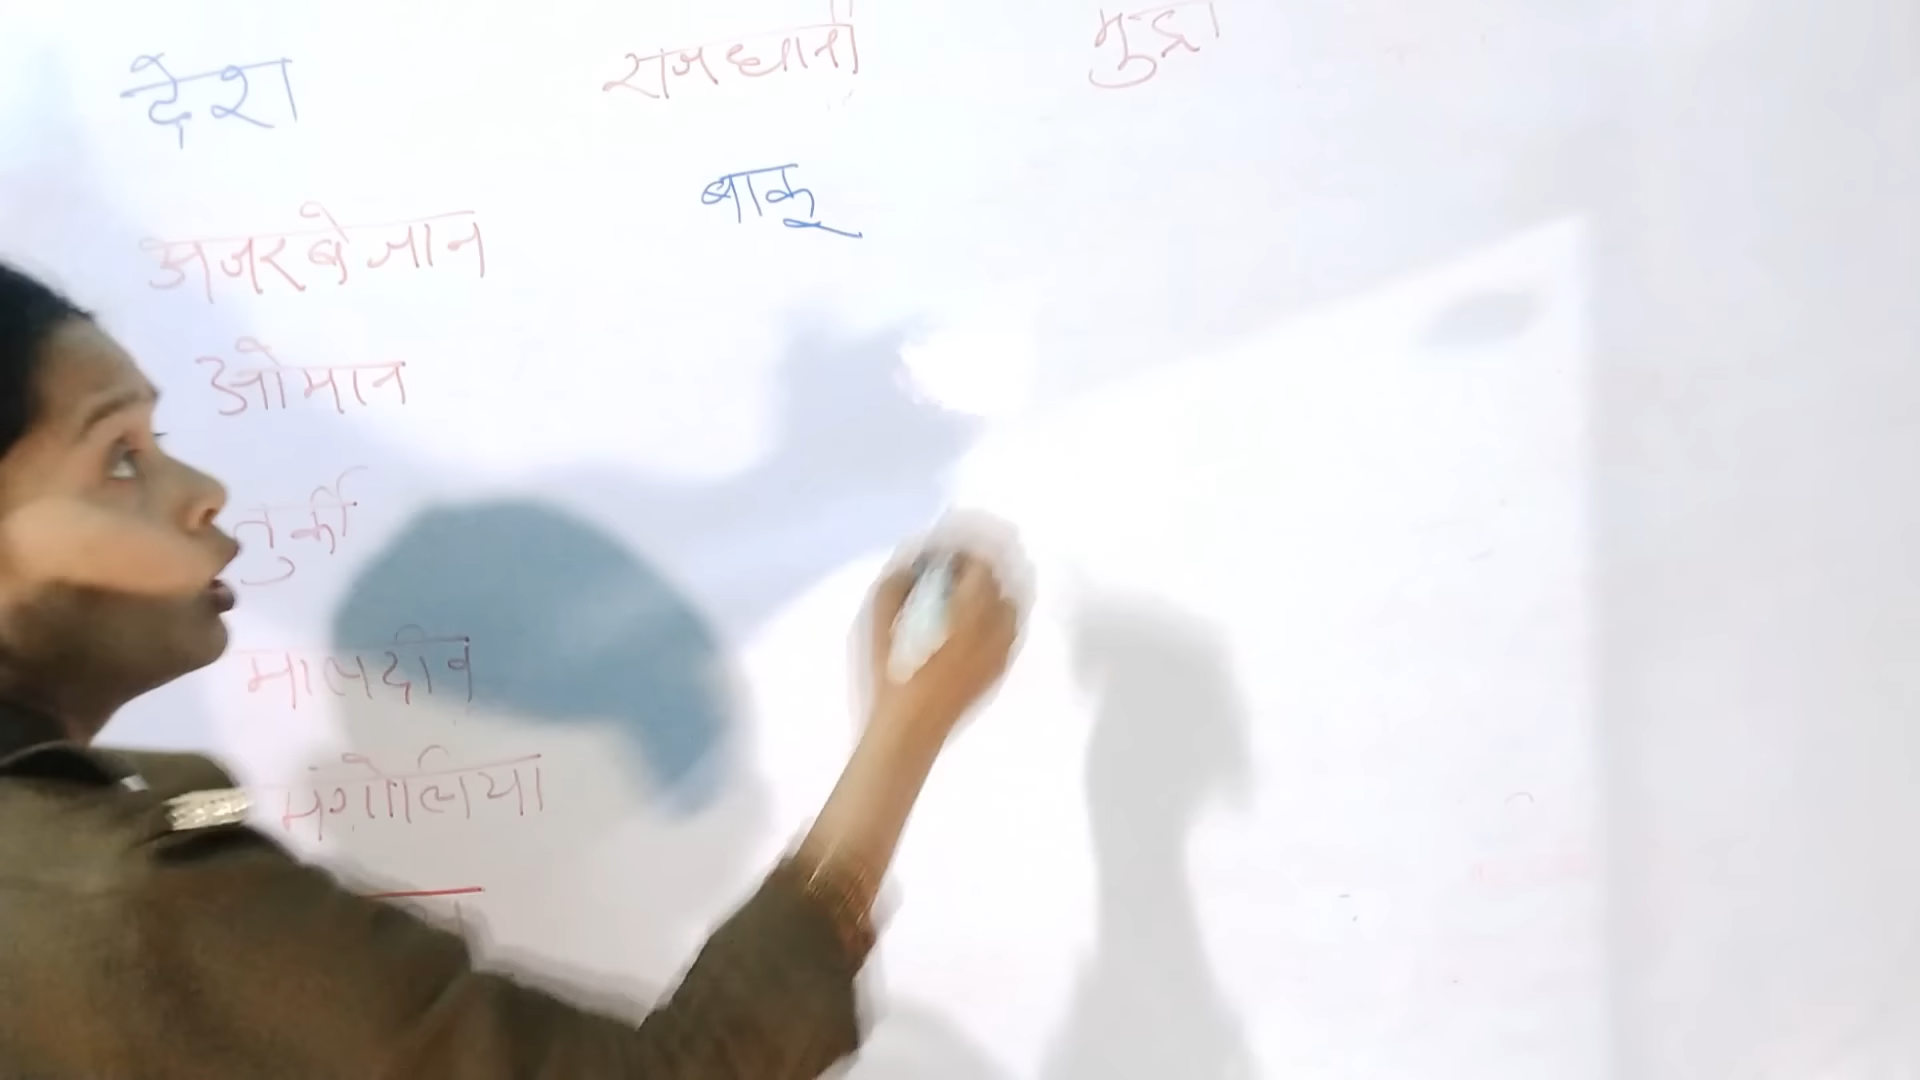 देश राजधानी मुद्रा
अजरबेजान बाकू
ओमान
तुर्की
मालदीव
मंगोलिया